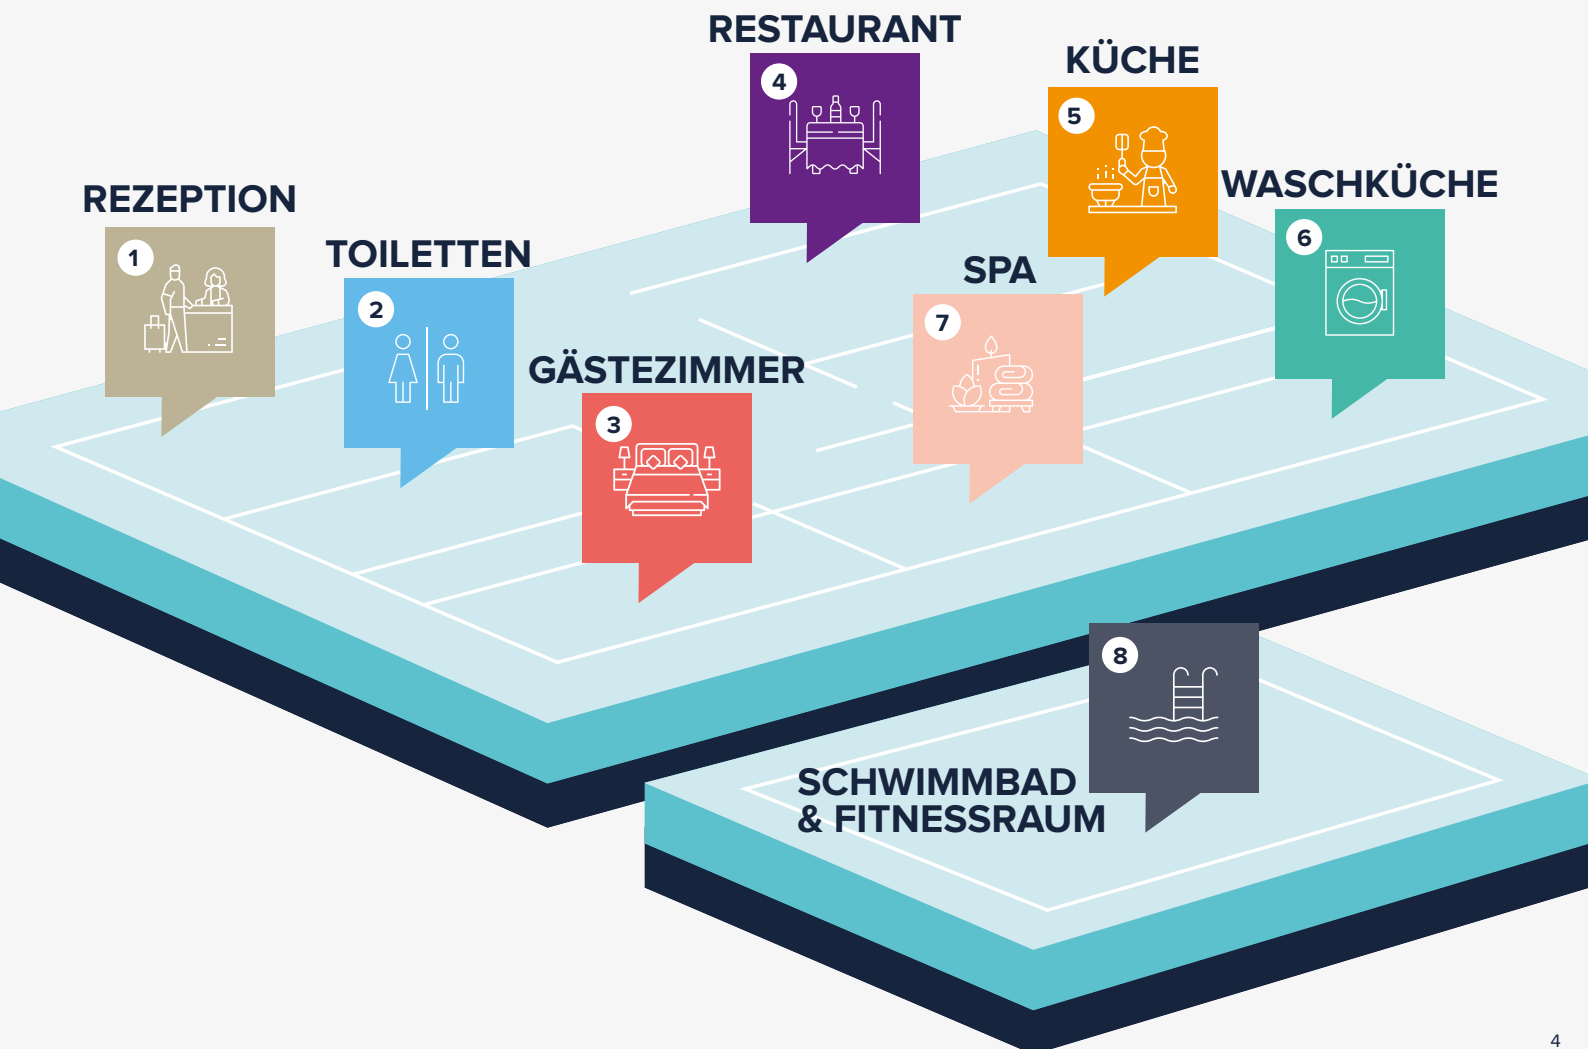 RESTAURANT
4
KÜCHE
5
REZEPTION
1
WASCHKÜCHE
6
TOILETTEN
2
SPA
7
GÄSTEZIMMER
3
8
SCHWIMMBAD
& FITNESSRAUM
4